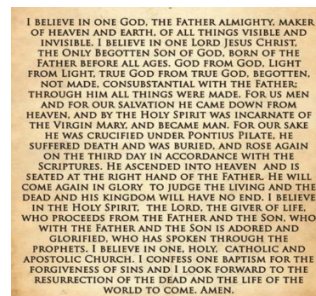 I believe in one God, the Father almighty, maker
of heaven and earth, of all things visible and
invisible. I believe in one Lord Jesus Christ,
the Only Begotten Son of God, born of the
Father before all ages. God from God, Light
from Light, true God from true God, begotten,
not made, consubstantial with the Father;
through him all things were made. For us men
and for our salvation he came down from
heaven, and by the Holy Spirit was incarnate of
the Virgin Mary, and became man. For our sake
he was crucified under Pontius Pilate, he
suffered death and was buried, and rose again
on the third day in accordance with the
Scriptures. He ascended into heaven and is
seated at the right hand of the Father. He will
come again in glory to judge the living and the
dead and his kingdom will have no end. I believe
in the Holy Spirit, the Lord, the giver of life,
who proceeds from the Father and the Son, who
with the Father and the Son is adored and
glorified, who has spoken through the
prophets. I believe in one, holy, catholic and
apostolic Church. I confess one baptism for the
forgiveness of sins and I look forward to the
resurrection of the dead and the life of the
world to come. Amen.